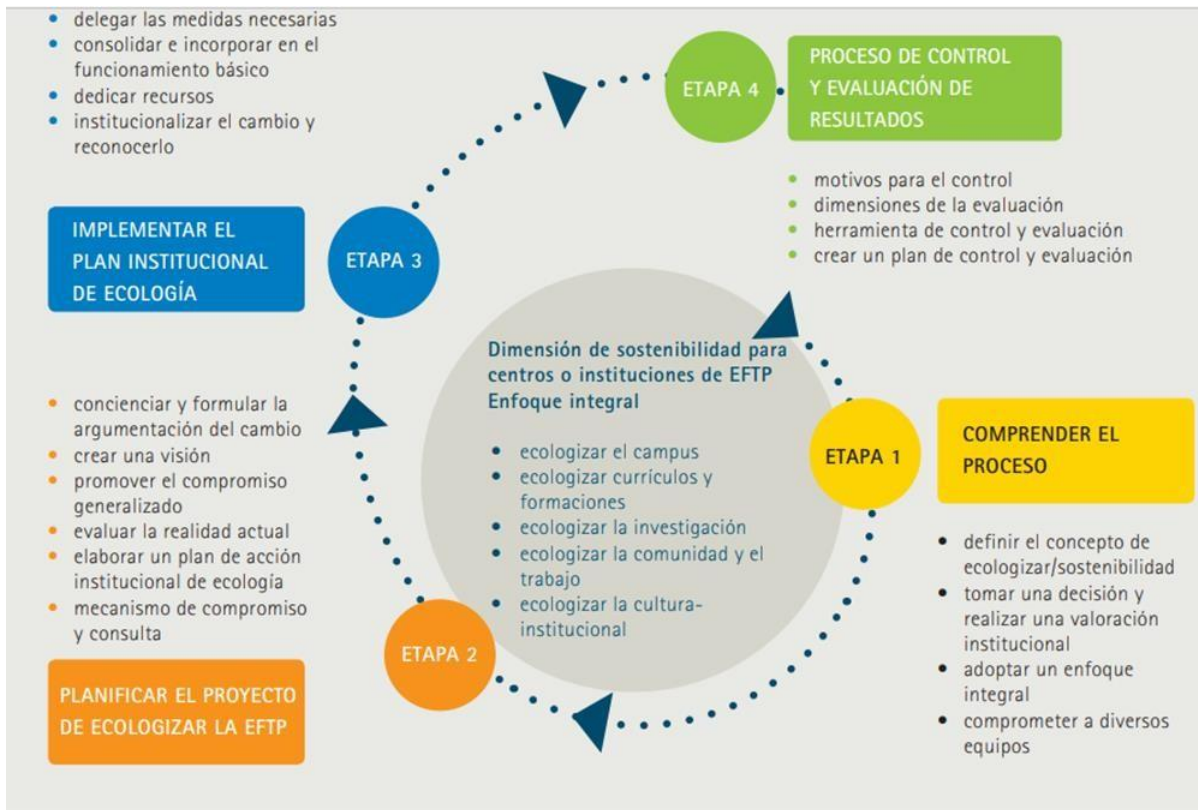 • delegar las medidas necesarias
• consolidar e incorporar en el
funcionamiento básico
• dedicar recursos
• institucionalizar el cambio y
reconocerlo
ETAPA 4
PROCESO DE CONTROL
Y EVALUACIÓN DE
RESULTADOS
• motivos para el control
• dimensiones de la evaluación
• herramienta de control y evaluación
• crear un plan de control y evaluación
IMPLEMENTAR EL
PLAN INSTITUCIONAL
DE ECOLOGÍA
ETAPA 3
Dimensión de sostenibilidad para
centros o instituciones de EFTP
Enfoque integral
• ecologizar el campus
• ecologizar currículos y
formaciones
• ecologizar la investigación
• ecologizar la comunidad y el
trabajo
• ecologizar la cultura-
institucional
ETAPA 1
COMPRENDER EL
PROCESO
• definir el concepto de
ecologizar/sostenibilidad
• tomar una decisión y
realizar una valoración
institucional
• adoptar un enfoque
integral
• comprometer a diversos
equipos
• concienciar y formular la
argumentación del cambio
• crear una visión
• promover el compromiso
generalizado
• evaluar la realidad actual
• elaborar un plan de acción
institucional de ecología
• mecanismo de compromiso
y consulta
ETAPA 2
PLANIFICAR EL PROYECTO
DE ECOLOGIZAR LA EFTP